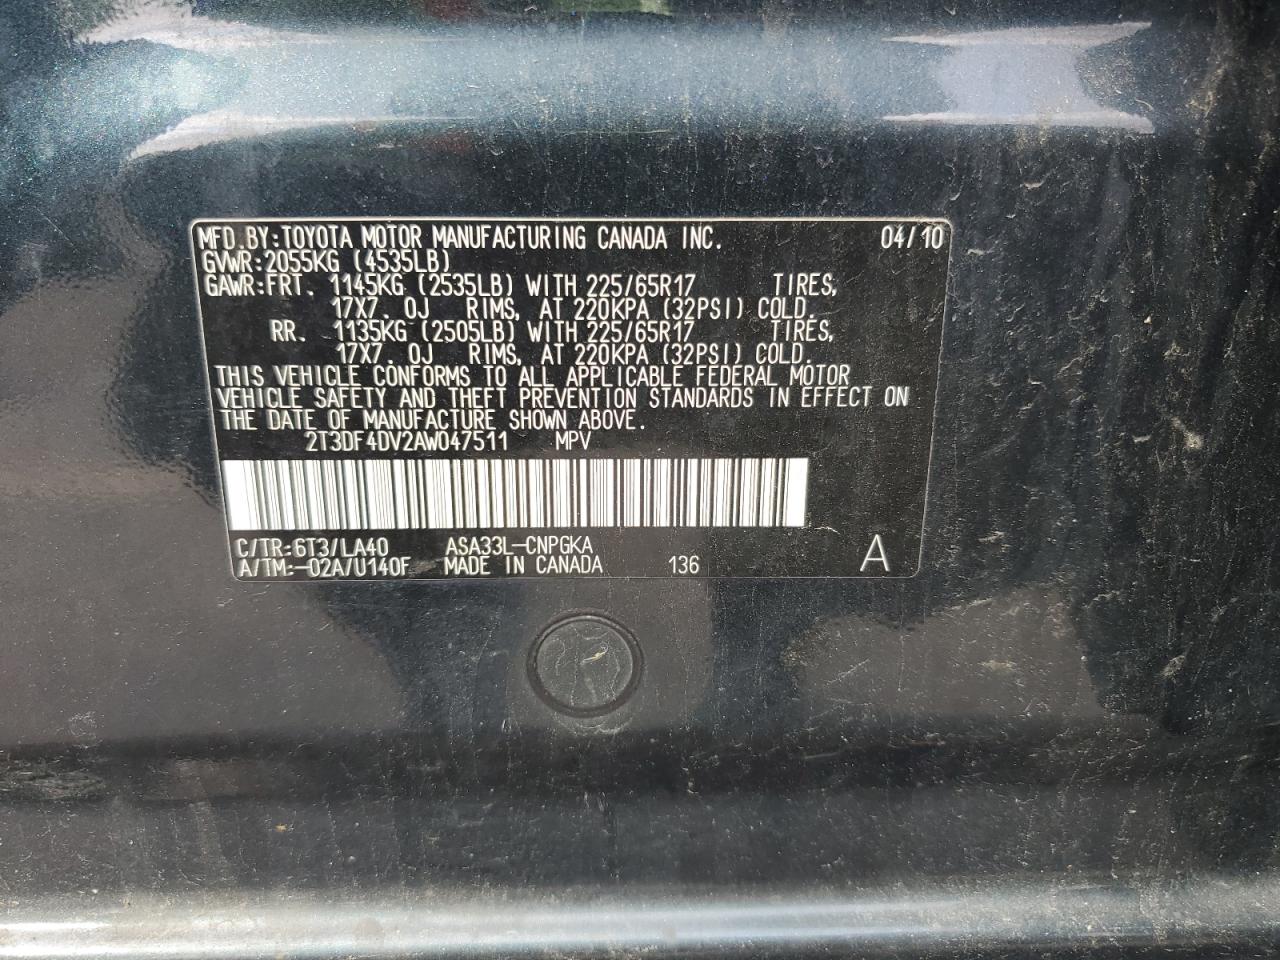 MFD.BY:TOYOTA MOTOR MANUFACTURING CANADA INC. 04/10
GVWR:2055KG (4535LB)
GAWR:FRT. 1145KG (2535LB) WITH 225/65R17 TIRES,
17X7.0J RIMS, AT 220KPA (32PSI) COLD.
RR. 1135KG (2505LB) WITH 225/65R17 TIRES,
17X7.0J RIMS, AT 220KPA (32PSI) COLD.
THIS VEHICLE CONFORMS TO ALL APPLICABLE FEDERAL MOTOR
VEHICLE SAFETY AND THEFT PREVENTION STANDARDS IN EFFECT ON
THE DATE OF MANUFACTURE SHOWN ABOVE.
2T3DF4DV2AW047511 MPV
C/TR:6T3/LA40 ASA33L-CNPGKA
A/TM:-02A/U140F MADE IN CANADA 136 A